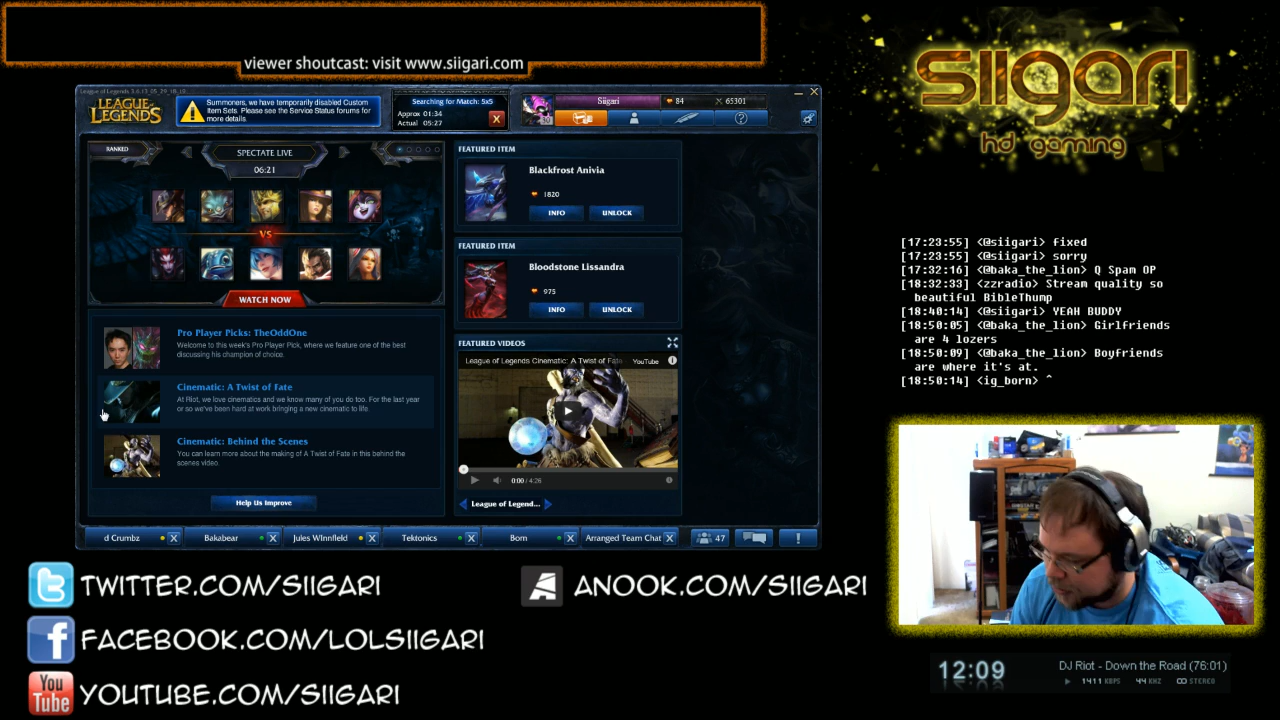 viewer shoutcast: visit www.siigari.com
LEAGUE OF LEGENDS
Summoners, we have temporarily disabled Custom
Item Sets. Please see the Service Status forums for
more details.
Searching for Match: 5x5
Approx 01:34
Actual 05:27
X
Siigari
84
65301
RANKED
SPECTATE LIVE
06:21
VS
WATCH NOW
Pro Player Picks: TheOddOne
Welcome to this week's Pro Player Pick, where we feature one of the best
discussing his champion of choice.
Cinematic: A Twist of Fate
At Riot, we love cinematics and we know many of you do too. For the last year
or so we've been hard at work bringing a new cinematic to life.
Cinematic: Behind the Scenes
You can learn more about the making of A Twist of Fate in this behind the
scenes video.
Help Us Improve
FEATURED ITEM
Blackfrost Anivia
1820
INFO
UNLOCK
FEATURED ITEM
Bloodstone Lissandra
975
INFO
UNLOCK
FEATURED VIDEOS
League of Legends Cinematic: A Twist of Fate
YouTube
0:00 / 4:26
League of Legend...
d Crumbz X
Bakabear X
Jules Winnfield X
Tektonics X
Born X
Arranged Team Chat X
47
siigari
hd gaming
[17:23:55] <@siigari> fixed
[17:23:55] <@siigari> sorry
[17:32:16] <@baka_the_lion> Q Spam OP
[18:32:33] <zzradio> Stream quality so
beautiful BibleThump
[18:40:14] <@siigari> YEAH BUDDY
[18:50:05] <@baka_the_lion> Girlfriends
are 4 lozers
[18:50:09] <@baka_the_lion> Boyfriends
are where it's at.
[18:50:14] <ig_born> ^
TWITTER.COM/SIIGARI
ANOOK.COM/SIIGARI
FACEBOOK.COM/LOLSIIGARI
You Tube
YOUTUBE.COM/SIIGARI
12:09
DJ Riot - Down the Road (76:01)
1411 KBPS 44 KHZ STEREO